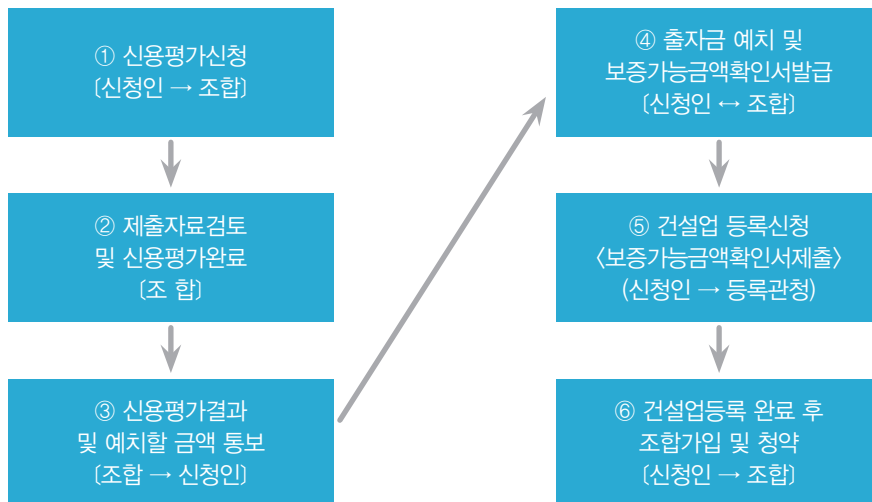 ① 신용평가신청
〔신청인 → 조합〕
② 제출자료검토
및 신용평가완료
〔조 합〕
③ 신용평가결과
및 예치할 금액 통보
〔조합 → 신청인〕
④ 출자금 예치 및
보증가능금액확인서발급
〔신청인 ↔ 조합〕
⑤ 건설업 등록신청
〈보증가능금액확인서제출〉
(신청인 → 등록관청)
⑥ 건설업등록 완료 후
조합가입 및 청약
〔신청인 → 조합〕